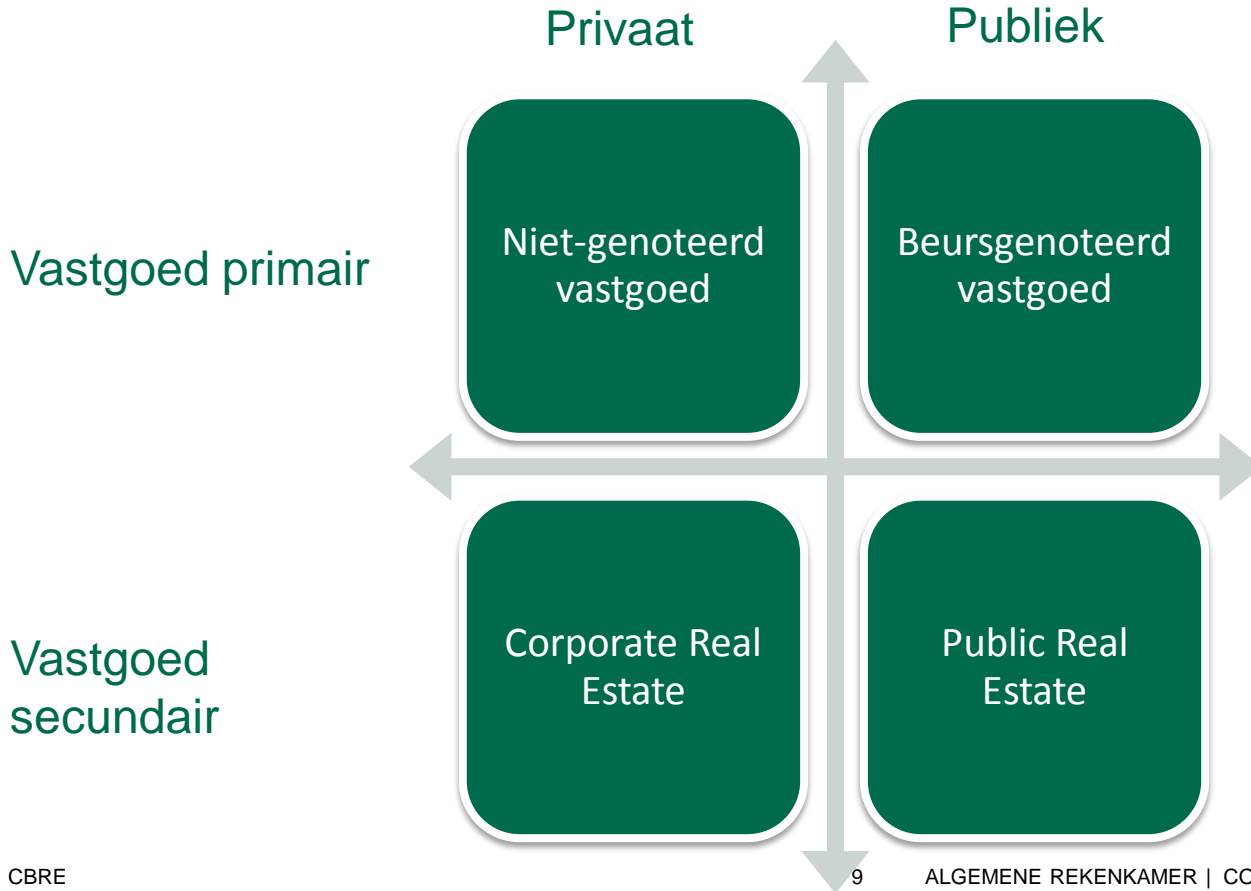 Privaat
Publiek
Vastgoed primair
Niet-genoteerd
vastgoed
Beursgenoteerd
vastgoed
Vastgoed
secundair
Corporate Real
Estate
Public Real
Estate
CBRE
9
ALGEMENE REKENKAMER | CO